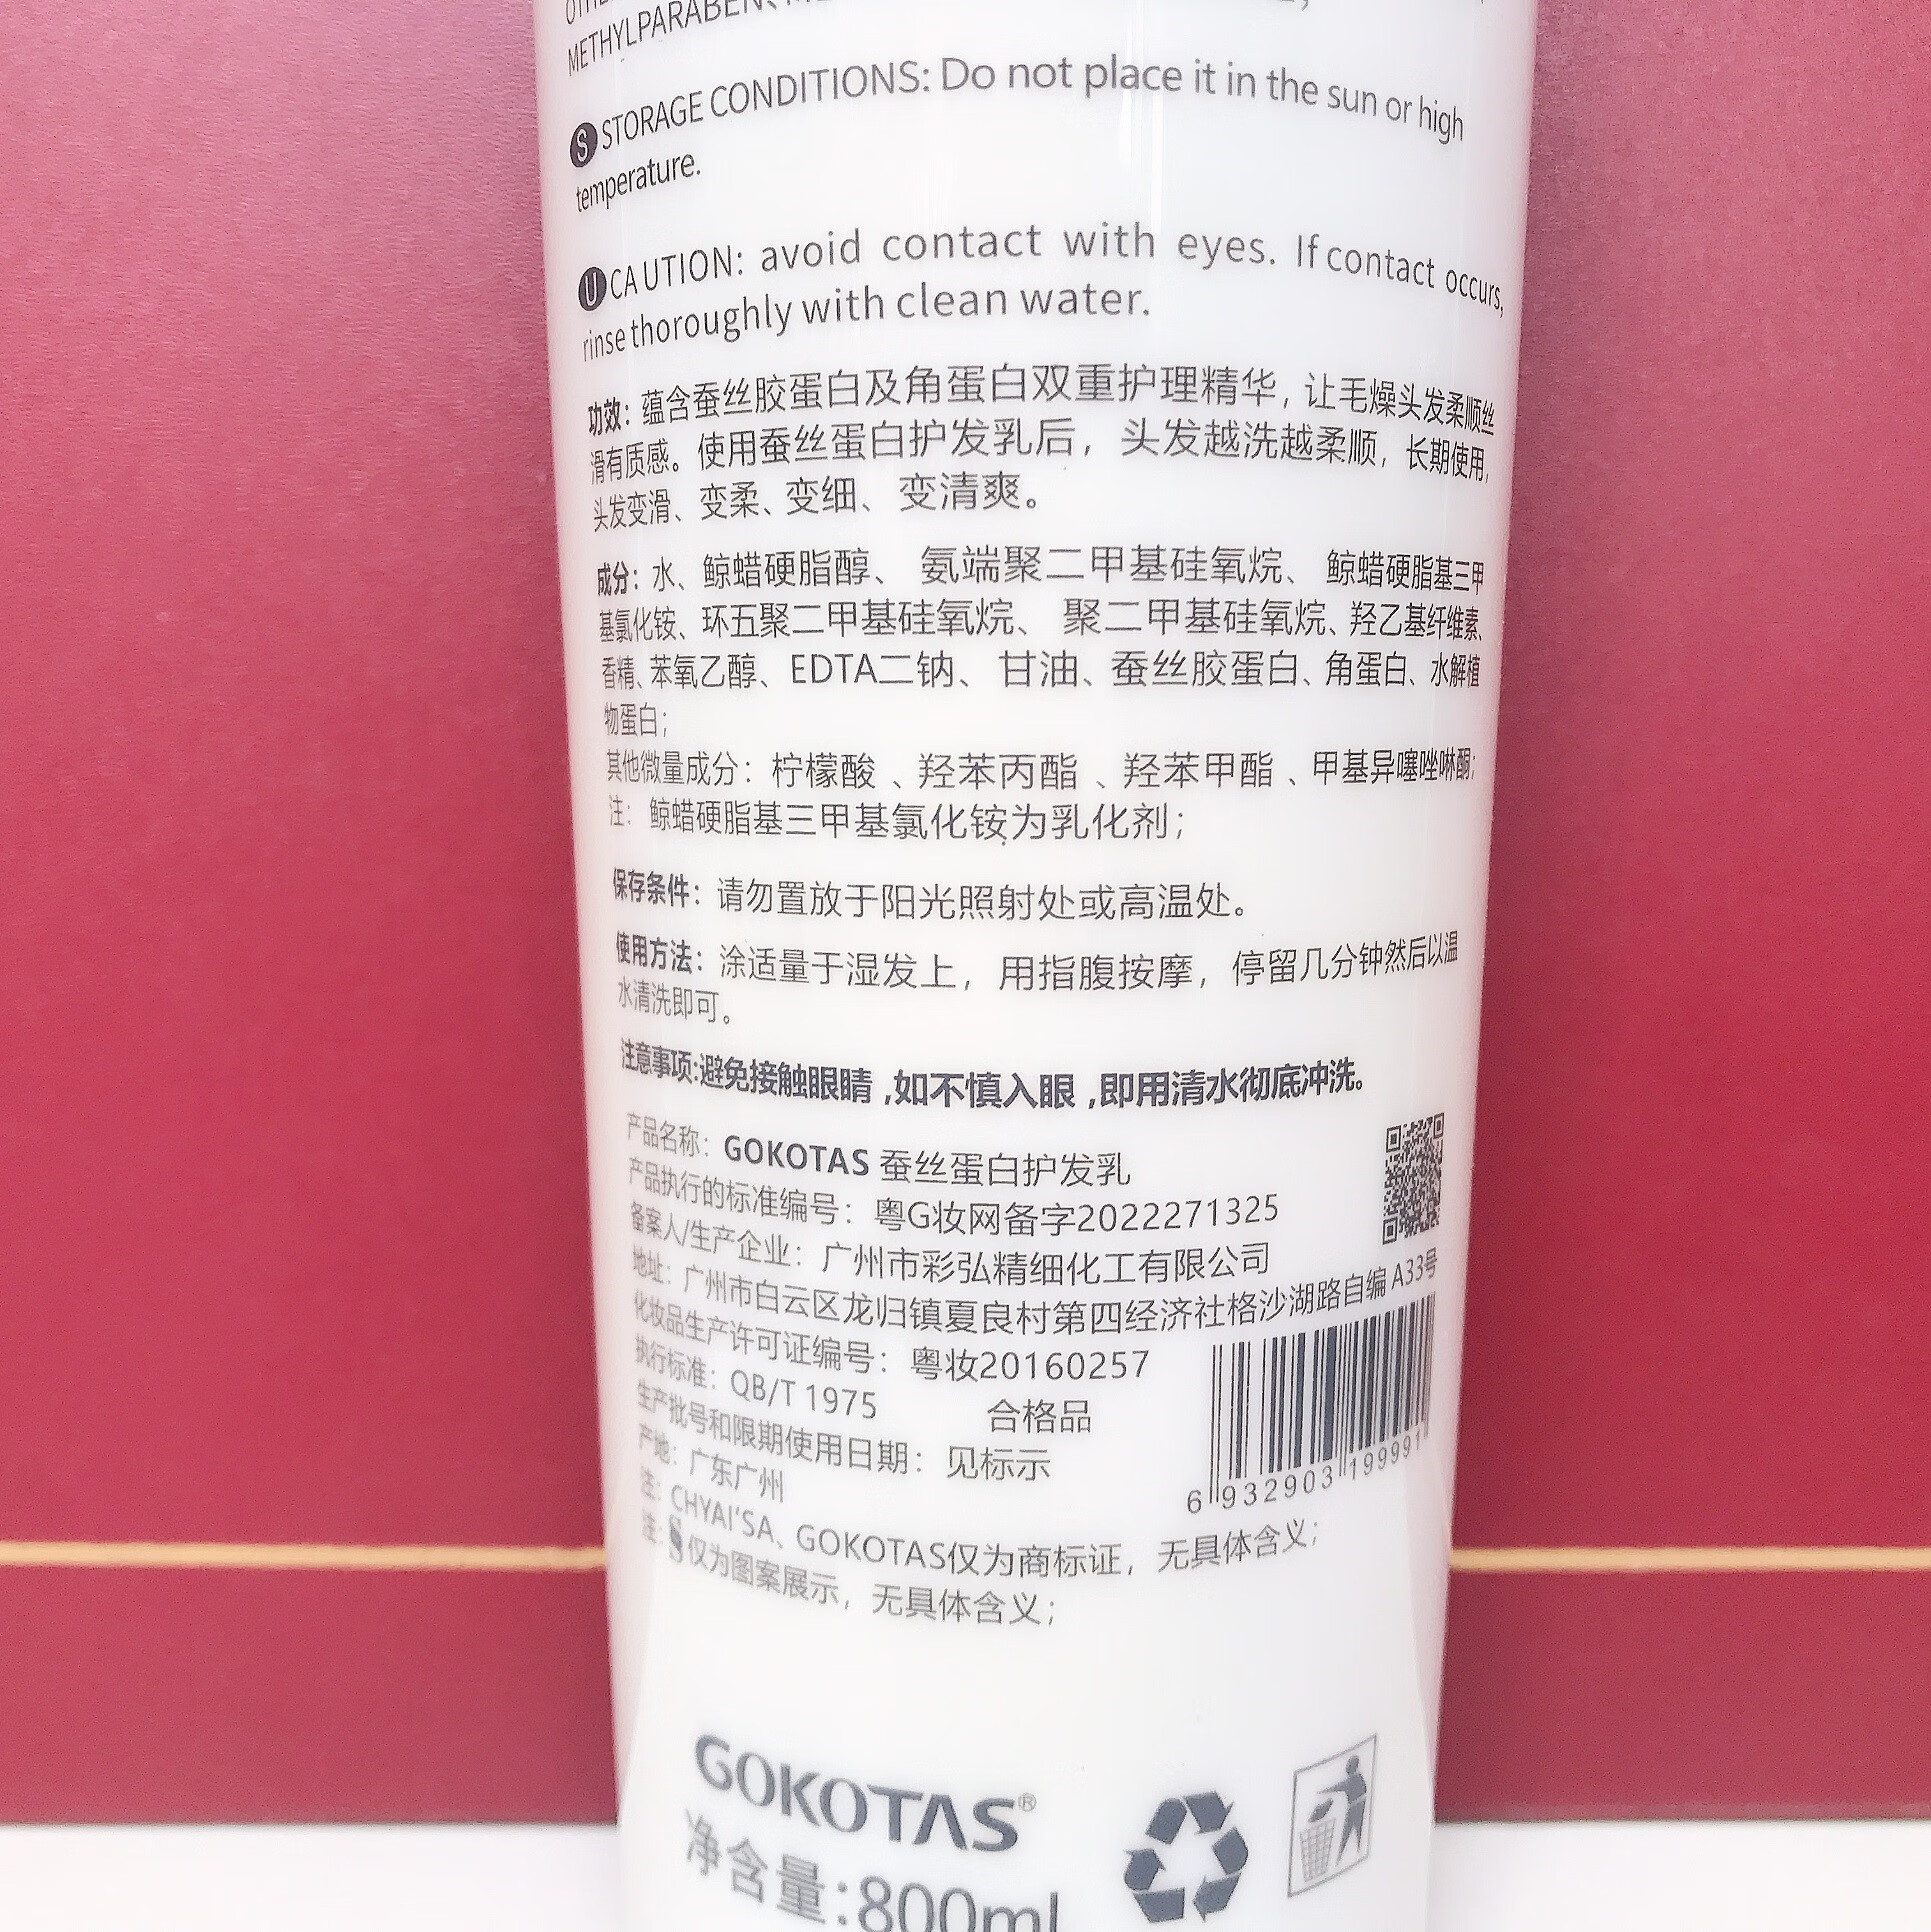 METHYLPARABEN、
S STORAGE CONDITIONS: Do not place it in the sun or high
temperature.
U CAUTION: avoid contact with eyes. If contact occurs,
rinse thoroughly with clean water.
功效：蕴含蚕丝胶蛋白及角蛋白双重护理精华，让毛燥头发柔顺丝
滑有质感。使用蚕丝蛋白护发乳后，头发越洗越柔顺，长期使用，
头发变滑、变柔、变细、变清爽。
成分：水、鲸蜡硬脂醇、氨端聚二甲基硅氧烷、鲸蜡硬脂基三甲
基氯化铵、环五聚二甲基硅氧烷、聚二甲基硅氧烷、羟乙基纤维素、
香精、苯氧乙醇、EDTA二钠、甘油、蚕丝胶蛋白、角蛋白、水解植
物蛋白；
其他微量成分：柠檬酸、羟苯丙酯、羟苯甲酯、甲基异噻唑啉酮；
注：鲸蜡硬脂基三甲基氯化铵为乳化剂；
保存条件：请勿置放于阳光照射处或高温处。
使用方法：涂适量于湿发上，用指腹按摩，停留几分钟然后以温
水清洗即可。
注意事项:避免接触眼睛,如不慎入眼,即用清水彻底冲洗。
产品名称：GOKOTAS 蚕丝蛋白护发乳
产品执行的标准编号：粤G妆网备字2022271325
备案人/生产企业：广州市彩弘精细化工有限公司
地址：广州市白云区龙归镇夏良村第四经济社格沙湖路自编 A33号
化妆品生产许可证编号：粤妆20160257
执行标准：QB/T 1975 合格品
生产批号和限期使用日期：见标示
产地：广东广州
6 932903 199991
注：CHYAI'SA、GOKOTAS仅为商标证，无具体含义；
注：仅为图案展示，无具体含义；
GOKOTAS®
净含量:800ml